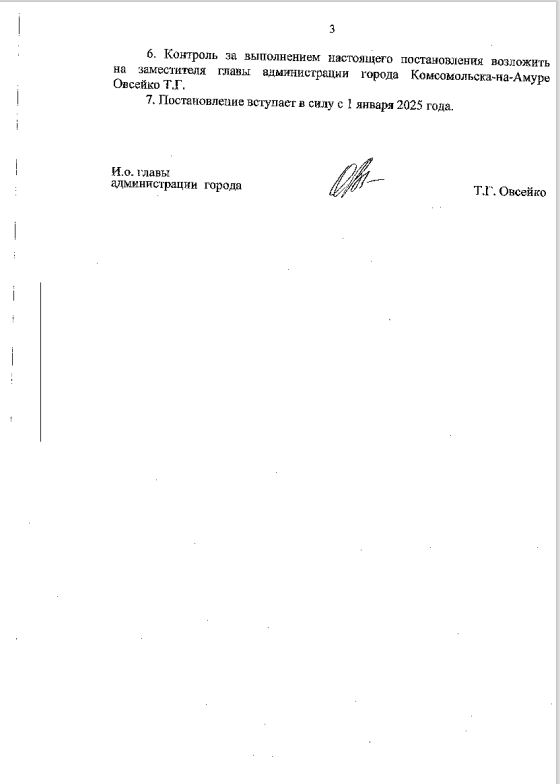 3
6. Контроль за выполнением настоящего постановления возложить
на заместителя главы администрации города Комсомольска-на-Амуре
Овсейко Т.Г.
7. Постановление вступает в силу с 1 января 2025 года.
И.о. главы
администрации города
Т.Г. Овсейко